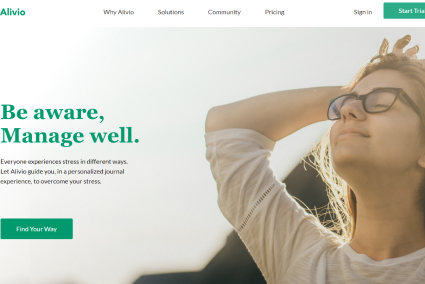 Alivio
Why Alivio
Solutions
Community
Pricing
Sign in
Start Tria
Be aware,
Manage well.
Everyone experiences stress in different ways.
Let Alivio guide you, in a personalized journal
experience, to overcome your stress.
Find Your Way